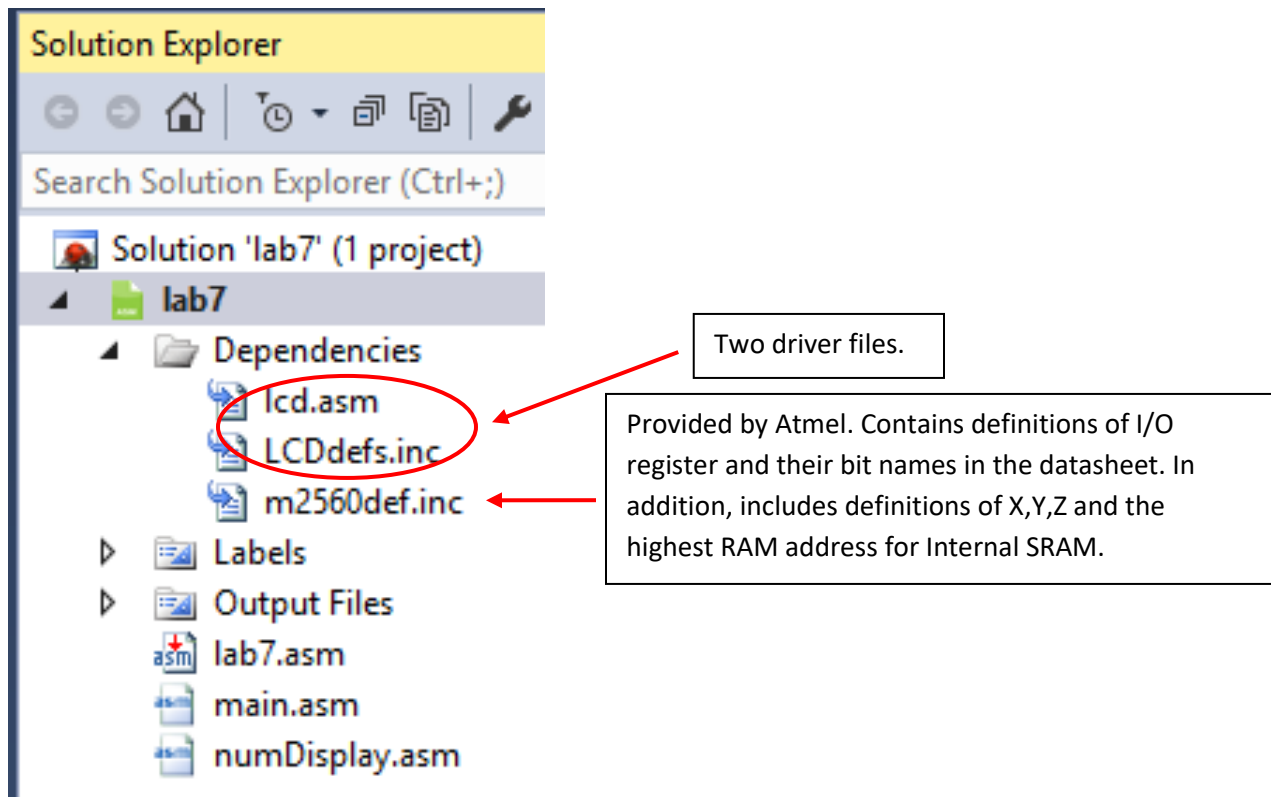 Solution Explorer
Search Solution Explorer (Ctrl+;)
Solution 'lab7' (1 project)
lab7
Dependencies
lcd.asm
LCDdefs.inc
m2560def.inc
Labels
Output Files
asm lab7.asm
main.asm
numDisplay.asm
Two driver files.
Provided by Atmel. Contains definitions of I/O
register and their bit names in the datasheet. In
addition, includes definitions of X,Y,Z and the
highest RAM address for Internal SRAM.